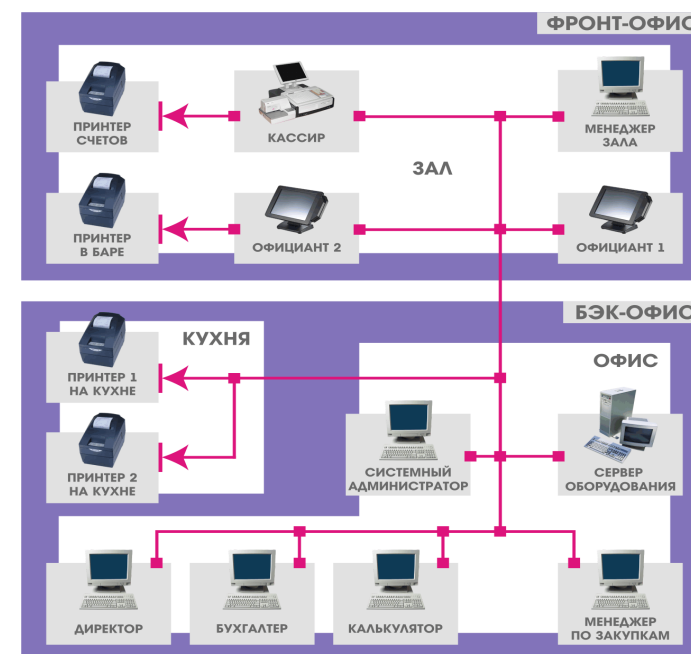 ФРОНТ-ОФИС
ПРИНТЕР
СЧЕТОВ
КАССИР
МЕНЕДЖЕР
ЗАЛА
ЗАЛ
ПРИНТЕР
В БАРЕ
ОФИЦИАНТ 2
ОФИЦИАНТ 1
БЭК-ОФИС
КУХНЯ
ОФИС
ПРИНТЕР 1
НА КУХНЕ
ПРИНТЕР 2
НА КУХНЕ
СИСТЕМНЫЙ
АДМИНИСТРАТОР
СЕРВЕР
ОБОРУДОВАНИЯ
ДИРЕКТОР
БУХГАЛТЕР
КАЛЬКУЛЯТОР
МЕНЕДЖЕР
ПО ЗАКУПКАМ